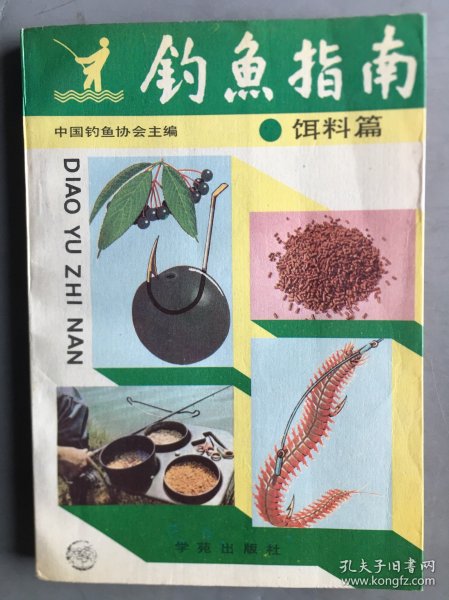 钓魚指南
中国钓鱼协会主编
●饵料篇
DIAO YU ZHI NAN
学苑出版社
孔夫子旧书网
www.kongfz.com